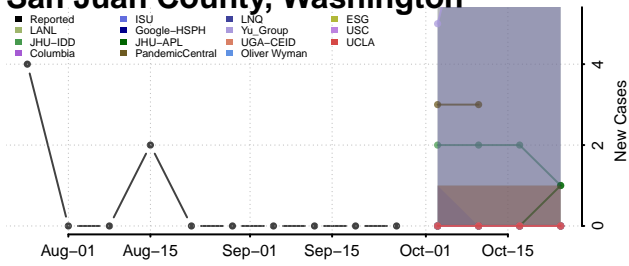 San Juan County, Washington
Reported ISU LNQ ESG
LANL Google−HSPH Yu_Group USC
JHU−IDD JHU−APL UGA−CEID UCLA
Columbia PandemicCentral Oliver Wyman
4
2
0
New Cases
Aug−01 Aug−15 Sep−01 Sep−15 Oct−01 Oct−15